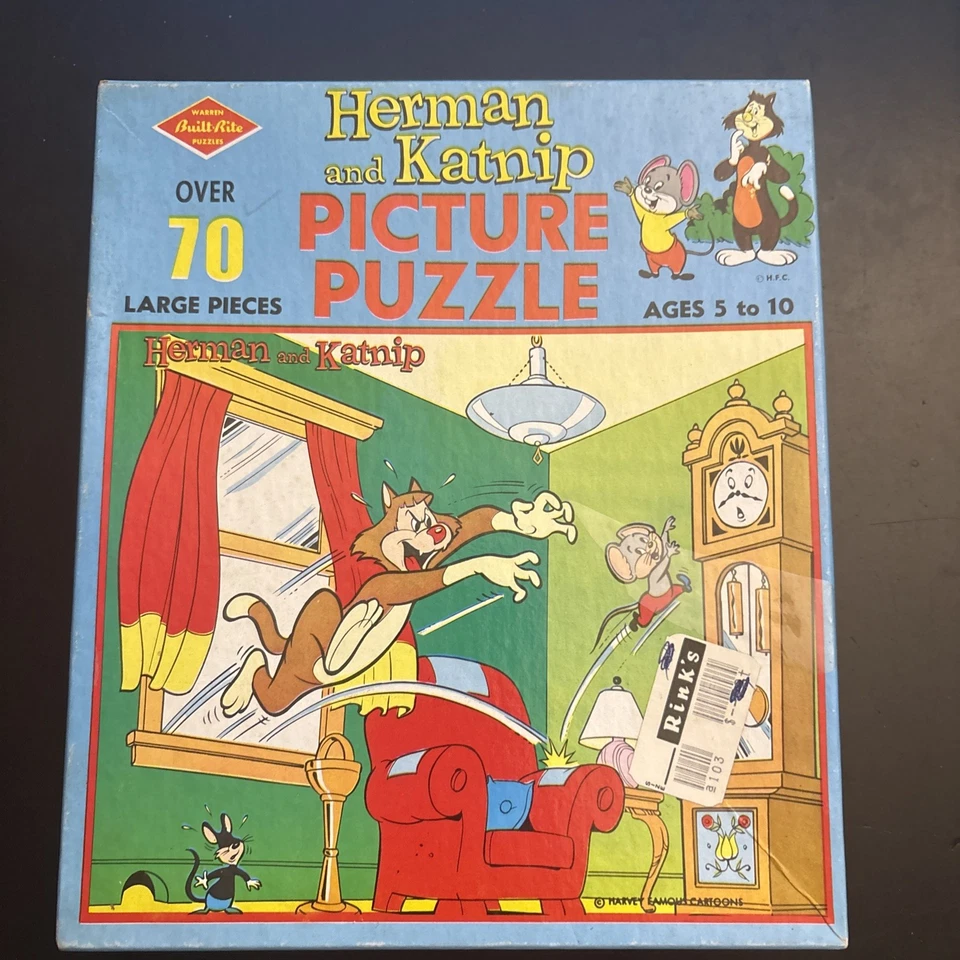 WARREN
Built-Rite
PUZZLES
Herman
and Katnip
PICTURE
PUZZLE
OVER
70
LARGE PIECES
© H.F.C.
AGES 5 to 10
Herman and Katnip
Rink's
© HARVEY FAMOUS CARTOONS